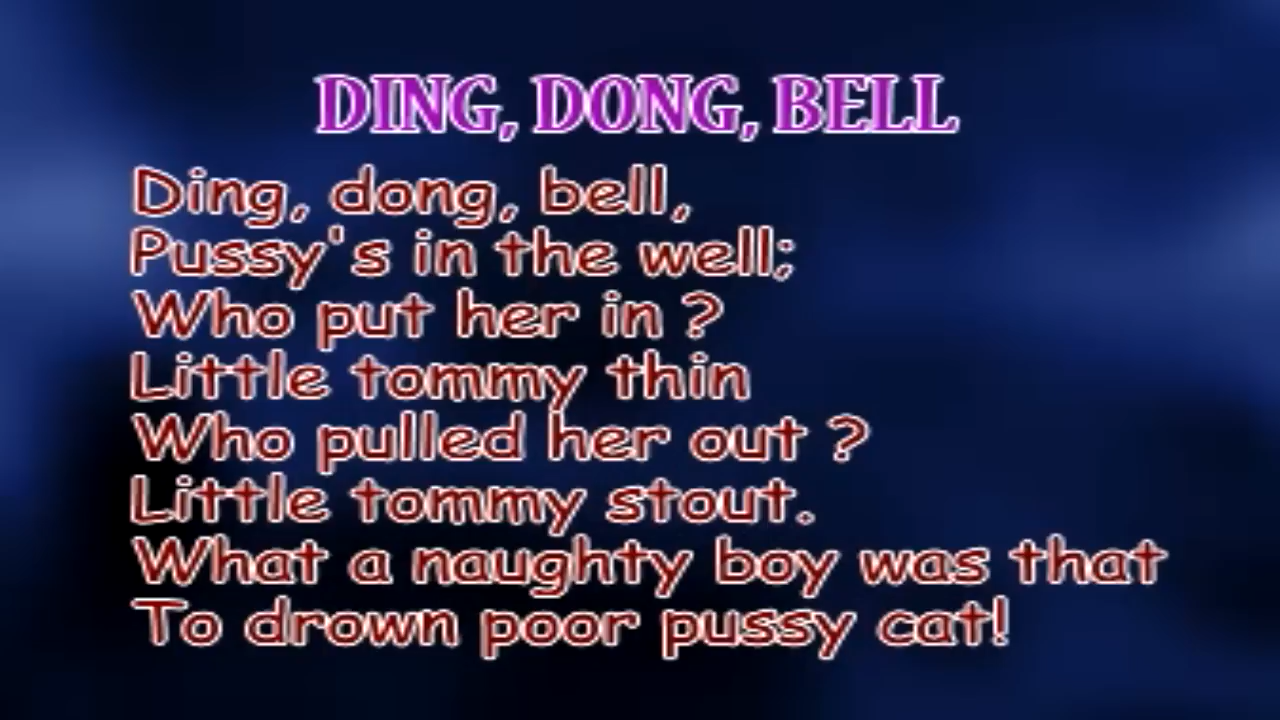 DING, DONG, BELL
Ding, dong, bell,
Pussy's in the well;
Who put her in ?
Little tommy thin
Who pulled her out ?
Little tommy stout.
What a naughty boy was that
To drown poor pussy cat!